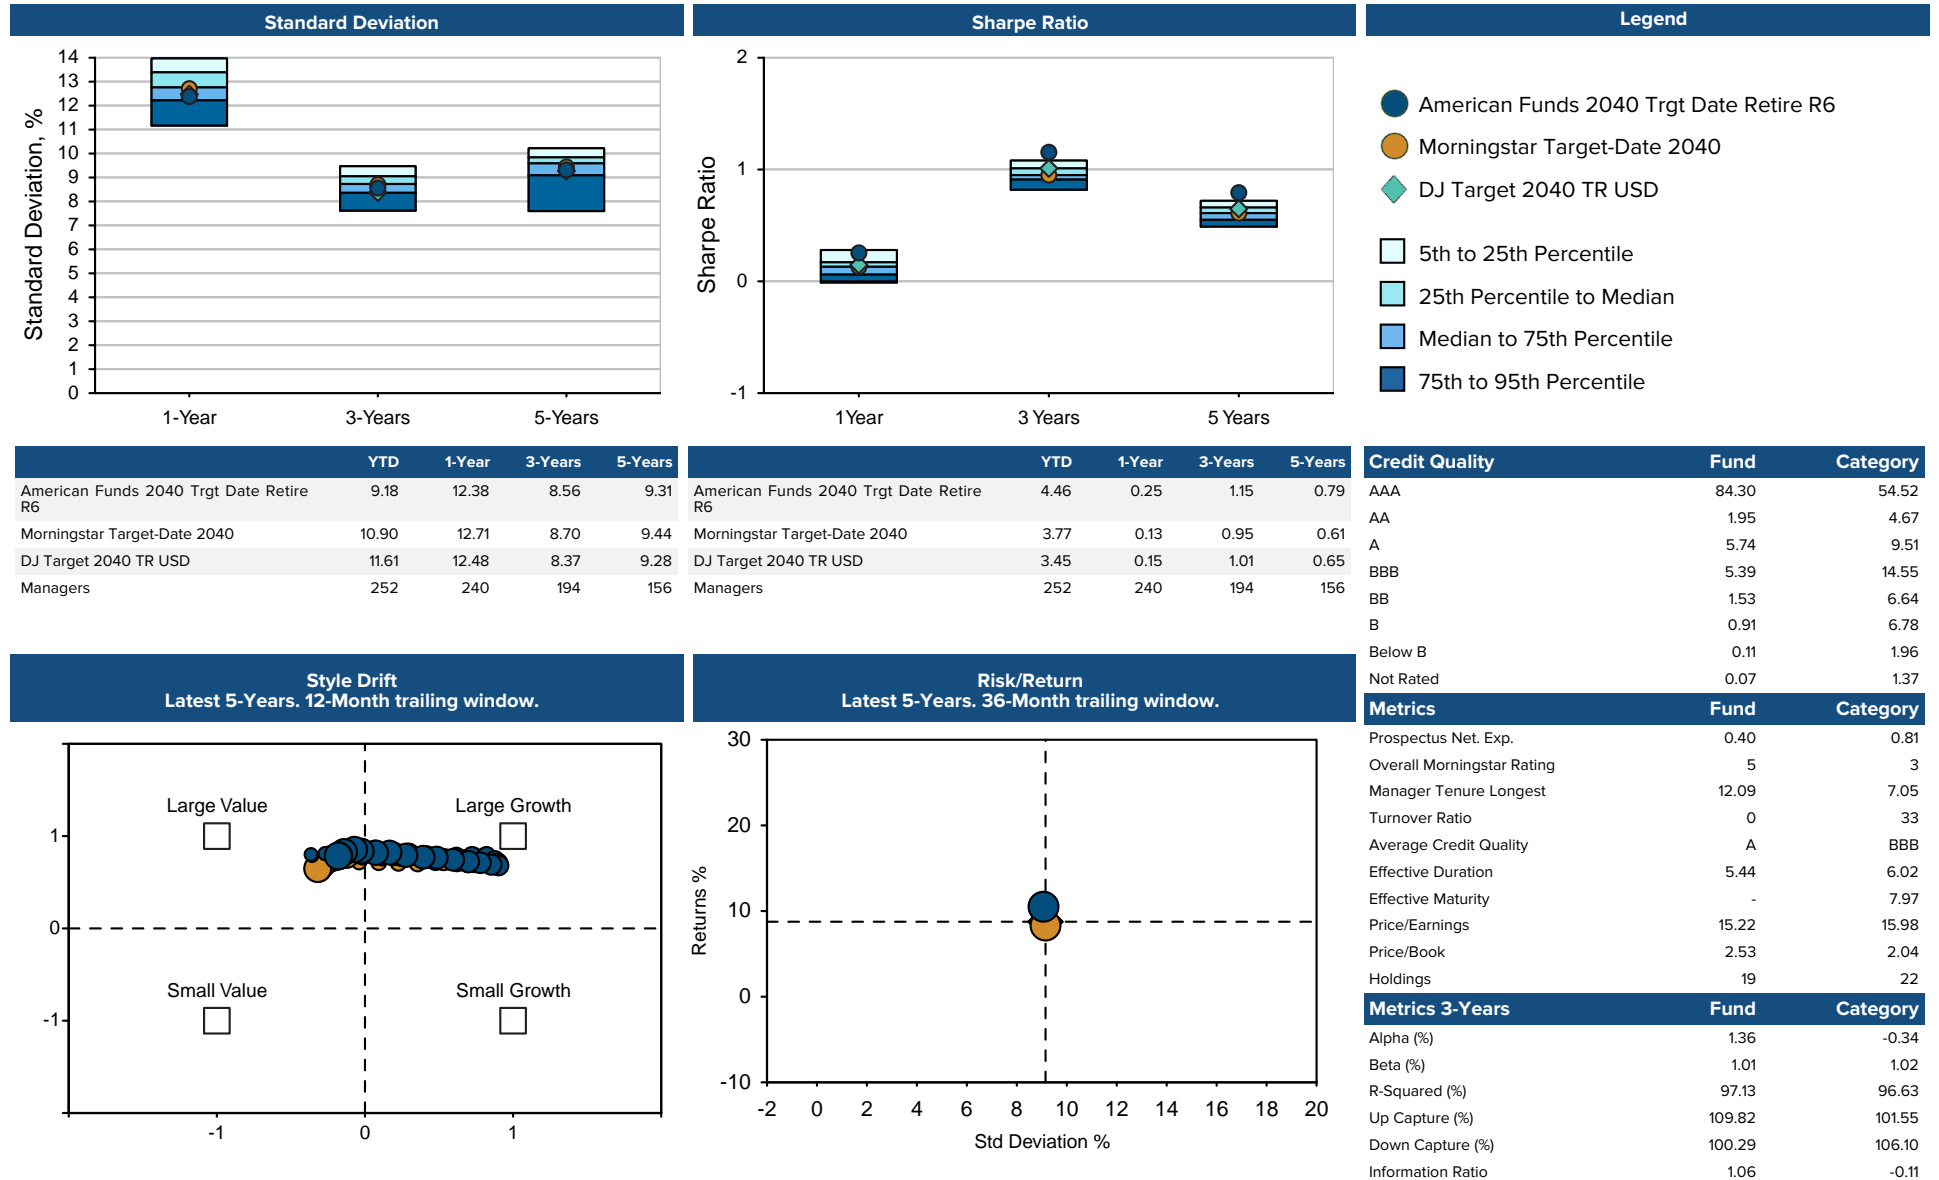 Standard Deviation
14
13
12
11
10
9
8
7
6
5
4
3
2
1
0
Standard Deviation, %
1-Year 3-Years 5-Years
Sharpe Ratio
2
1
0
-1
Sharpe Ratio
1 Year 3 Years 5 Years
Legend
American Funds 2040 Trgt Date Retire R6
Morningstar Target-Date 2040
DJ Target 2040 TR USD
5th to 25th Percentile
25th Percentile to Median
Median to 75th Percentile
75th to 95th Percentile
YTD 1-Year 3-Years 5-Years
American Funds 2040 Trgt Date Retire 9.18 12.38 8.56 9.31
R6
Morningstar Target-Date 2040 10.90 12.71 8.70 9.44
DJ Target 2040 TR USD 11.61 12.48 8.37 9.28
Managers 252 240 194 156
YTD 1-Year 3-Years 5-Years
American Funds 2040 Trgt Date Retire 4.46 0.25 1.15 0.79
R6
Morningstar Target-Date 2040 3.77 0.13 0.95 0.61
DJ Target 2040 TR USD 3.45 0.15 1.01 0.65
Managers 252 240 194 156
Credit Quality Fund Category
AAA 84.30 54.52
AA 1.95 4.67
A 5.74 9.51
BBB 5.39 14.55
BB 1.53 6.64
B 0.91 6.78
Below B 0.11 1.96
Not Rated 0.07 1.37
Metrics Fund Category
Prospectus Net. Exp. 0.40 0.81
Overall Morningstar Rating 5 3
Manager Tenure Longest 12.09 7.05
Turnover Ratio 0 33
Average Credit Quality A BBB
Effective Duration 5.44 6.02
Effective Maturity - 7.97
Price/Earnings 15.22 15.98
Price/Book 2.53 2.04
Holdings 19 22
Metrics 3-Years Fund Category
Alpha (%) 1.36 -0.34
Beta (%) 1.01 1.02
R-Squared (%) 97.13 96.63
Up Capture (%) 109.82 101.55
Down Capture (%) 100.29 106.10
Information Ratio 1.06 -0.11
Style Drift
Latest 5-Years. 12-Month trailing window.
Large Value Large Growth
1
0
Small Value Small Growth
-1
-1 0 1
Risk/Return
Latest 5-Years. 36-Month trailing window.
30
20
10
0
-10
Returns %
-2 0 2 4 6 8 10 12 14 16 18 20
Std Deviation %